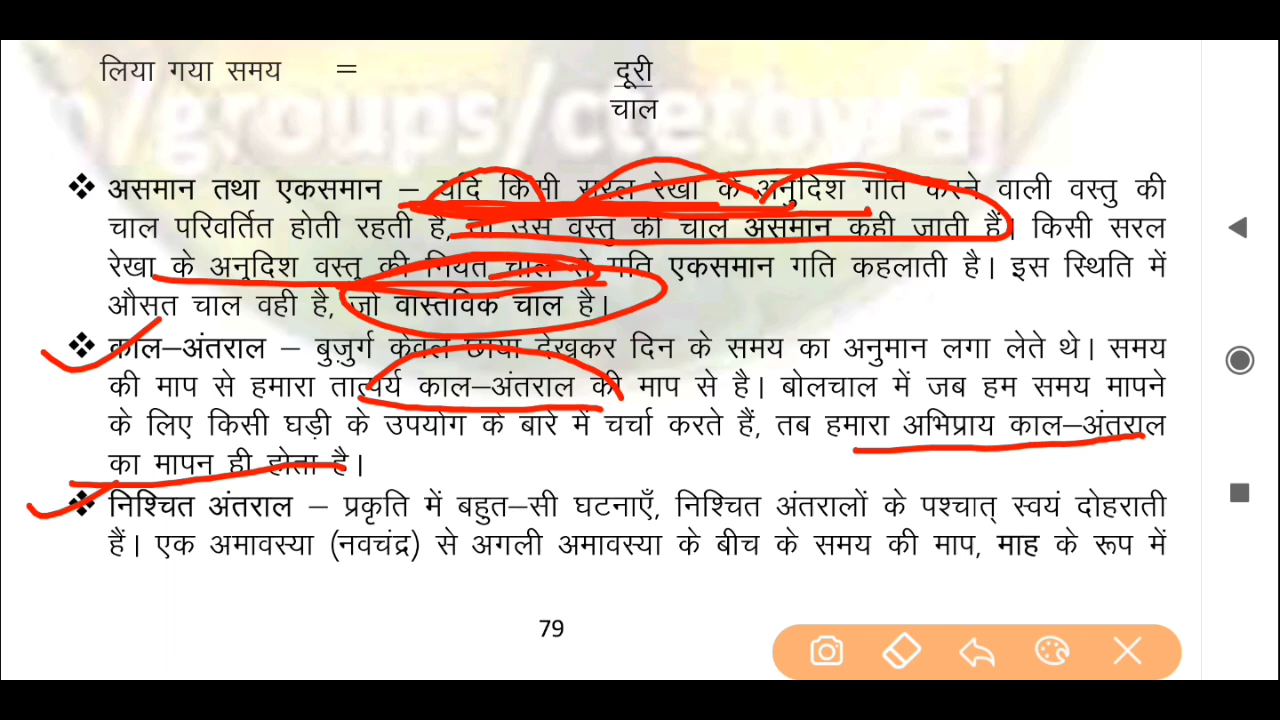 लिया गया समय = दूरी
चाल
n/groups/ctetbyraj
❖ असमान तथा एकसमान – यदि किसी सरल रेखा के अनुदिश गति करने वाली वस्तु की
चाल परिवर्तित होती रहती है, तो उस वस्तु की चाल असमान कही जाती है। किसी सरल
रेखा के अनुदिश वस्तु की नियत चाल से गति एकसमान गति कहलाती है। इस स्थिति में
औसत चाल वही है, जो वास्तविक चाल है।
❖ काल–अंतराल – बुज़ुर्ग केवल छाया देखकर दिन के समय का अनुमान लगा लेते थे। समय
की माप से हमारा तात्पर्य काल–अंतराल की माप से है। बोलचाल में जब हम समय मापने
के लिए किसी घड़ी के उपयोग के बारे में चर्चा करते हैं, तब हमारा अभिप्राय काल–अंतराल
का मापन ही होता है।
❖ निश्चित अंतराल – प्रकृति में बहुत–सी घटनाएँ, निश्चित अंतरालों के पश्चात् स्वयं दोहराती
हैं। एक अमावस्या (नवचंद्र) से अगली अमावस्या के बीच के समय की माप, माह के रूप में
79